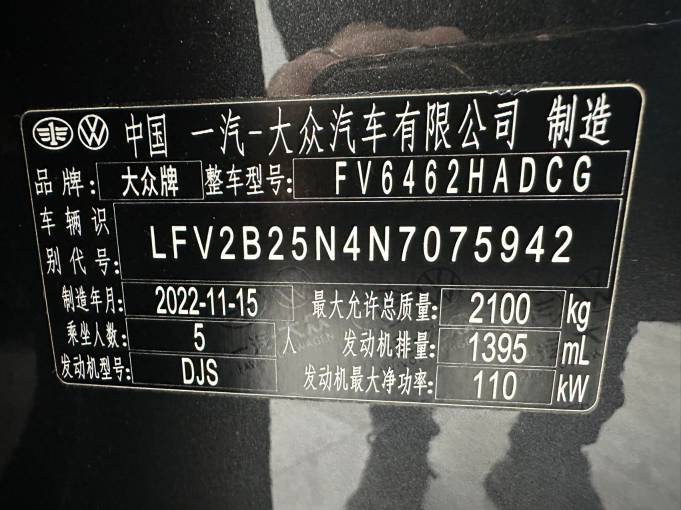 中国 一汽-大众汽车有限公司 制造
品牌: 大众牌 整车型号: FV6462HADCG
车辆识别代号: LFV2B25N4N7075942
制造年月: 2022-11-15 最大允许总质量: 2100 kg
乘坐人数: 5 人 发动机排量: 1395 mL
发动机型号: DJS 发动机最大净功率: 110 kW